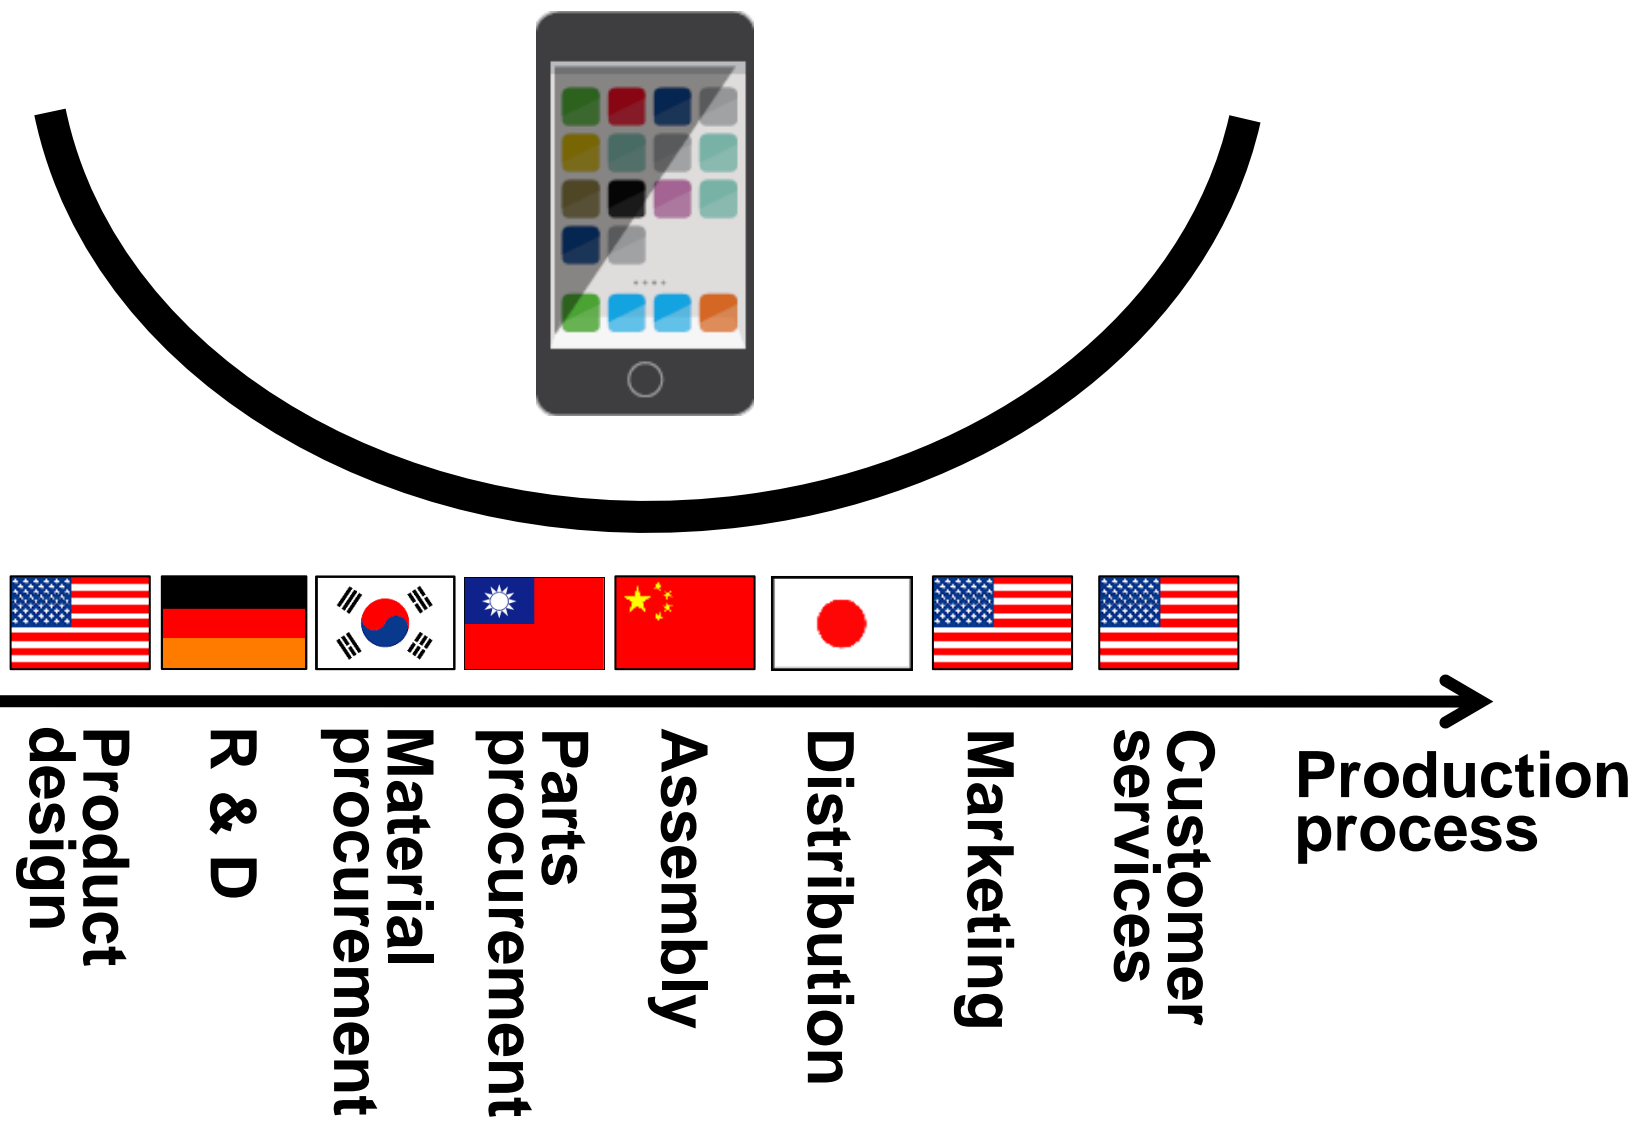 Product
design
R & D
Material
procurement
Parts
procurement
Assembly
Distribution
Marketing
Customer
services
Production
process